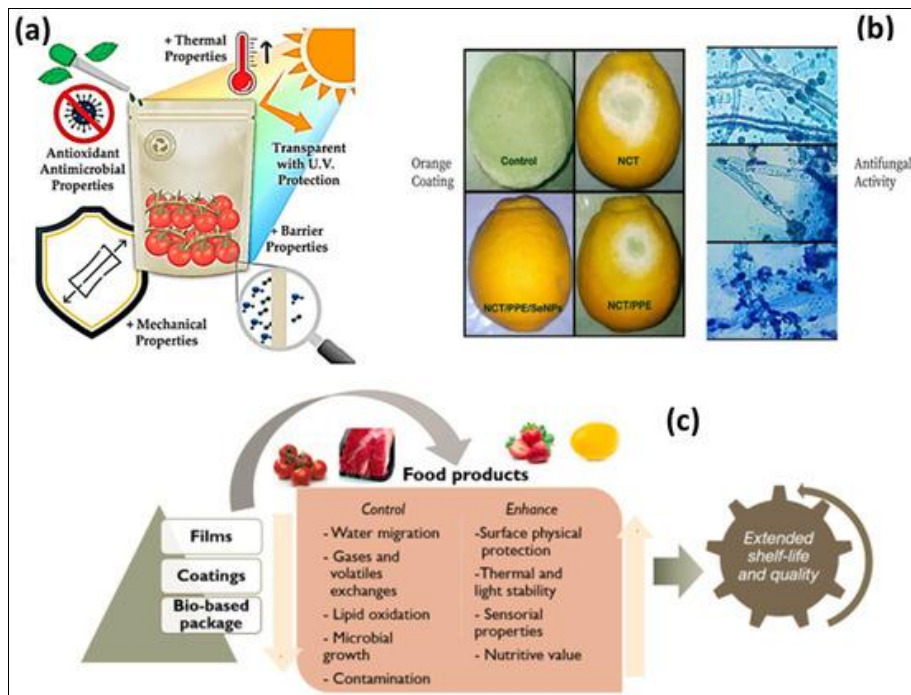 (a)
+ Thermal
Properties
Antioxidant
Antimicrobial
Properties
Transparent
with U.V.
Protection
+ Barrier
Properties
+ Mechanical
Properties
(b)
Orange
Coating
Control
NCT
NCT/PPE/SeNPs
NCT/PPE
Antifungal
Activity
(c)
Films
Coatings
Bio-based
package
Food products
Control
- Water migration
- Gases and
volatiles
exchanges
- Lipid oxidation
- Microbial
growth
- Contamination
Enhance
-Surface physical
protection
-Thermal and
light stability
- Sensorial
properties
- Nutritive value
Extended
shelf-life
and quality